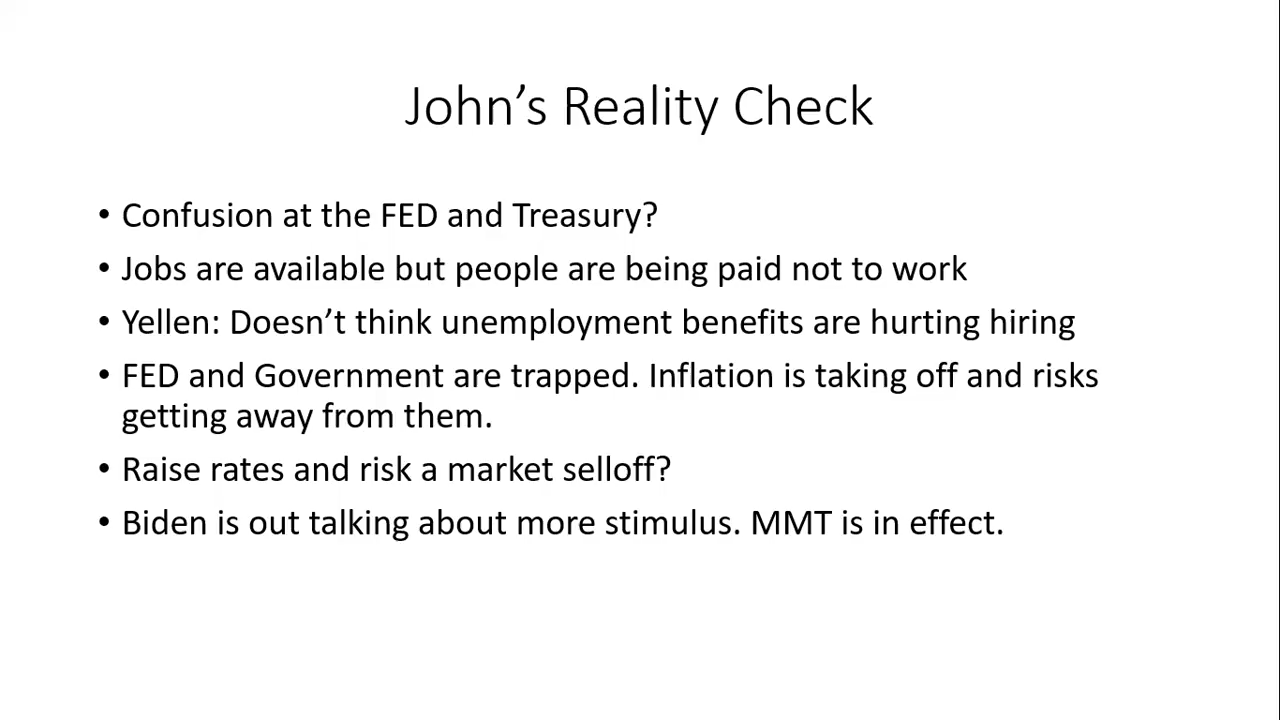 John’s Reality Check
• Confusion at the FED and Treasury?
• Jobs are available but people are being paid not to work
• Yellen: Doesn’t think unemployment benefits are hurting hiring
• FED and Government are trapped. Inflation is taking off and risks
getting away from them.
• Raise rates and risk a market selloff?
• Biden is out talking about more stimulus. MMT is in effect.